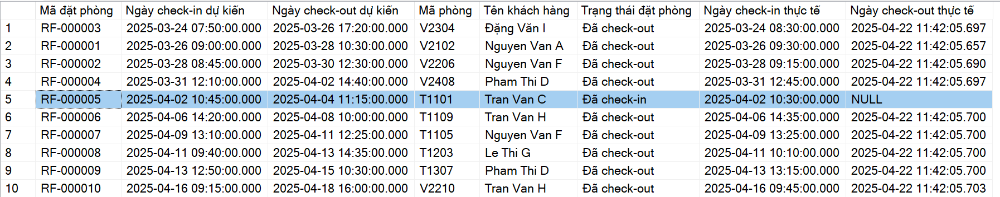 Mã đặt phòng Ngày check-in dự kiến Ngày check-out dự kiến Mã phòng Tên khách hàng Trạng thái đặt phòng Ngày check-in thực tế Ngày check-out thực tế
1 RF-000003 2025-03-24 07:50:00.000 2025-03-26 17:20:00.000 V2304 Đặng Văn I Đã check-out 2025-03-24 08:30:00.000 2025-04-22 11:42:05.697
2 RF-000001 2025-03-26 09:00:00.000 2025-03-28 10:30:00.000 V2102 Nguyen Van A Đã check-out 2025-03-26 09:30:00.000 2025-04-22 11:42:05.657
3 RF-000002 2025-03-28 08:45:00.000 2025-03-30 12:30:00.000 V2206 Nguyen Van F Đã check-out 2025-03-28 09:15:00.000 2025-04-22 11:42:05.690
4 RF-000004 2025-03-31 12:10:00.000 2025-04-02 14:40:00.000 V2408 Pham Thi D Đã check-out 2025-03-31 12:45:00.000 2025-04-22 11:42:05.697
5 RF-000005 2025-04-02 10:45:00.000 2025-04-04 11:15:00.000 T1101 Tran Van C Đã check-in 2025-04-02 10:30:00.000 NULL
6 RF-000006 2025-04-06 14:20:00.000 2025-04-08 10:00:00.000 T1109 Tran Van H Đã check-out 2025-04-06 14:35:00.000 2025-04-22 11:42:05.700
7 RF-000007 2025-04-09 13:10:00.000 2025-04-11 12:25:00.000 T1105 Nguyen Van F Đã check-out 2025-04-09 13:25:00.000 2025-04-22 11:42:05.700
8 RF-000008 2025-04-11 09:40:00.000 2025-04-13 14:35:00.000 T1203 Le Thi G Đã check-out 2025-04-11 10:10:00.000 2025-04-22 11:42:05.700
9 RF-000009 2025-04-13 12:50:00.000 2025-04-15 10:30:00.000 T1307 Pham Thi D Đã check-out 2025-04-13 13:15:00.000 2025-04-22 11:42:05.700
10 RF-000010 2025-04-16 09:15:00.000 2025-04-18 16:00:00.000 V2210 Tran Van H Đã check-out 2025-04-16 09:45:00.000 2025-04-22 11:42:05.703